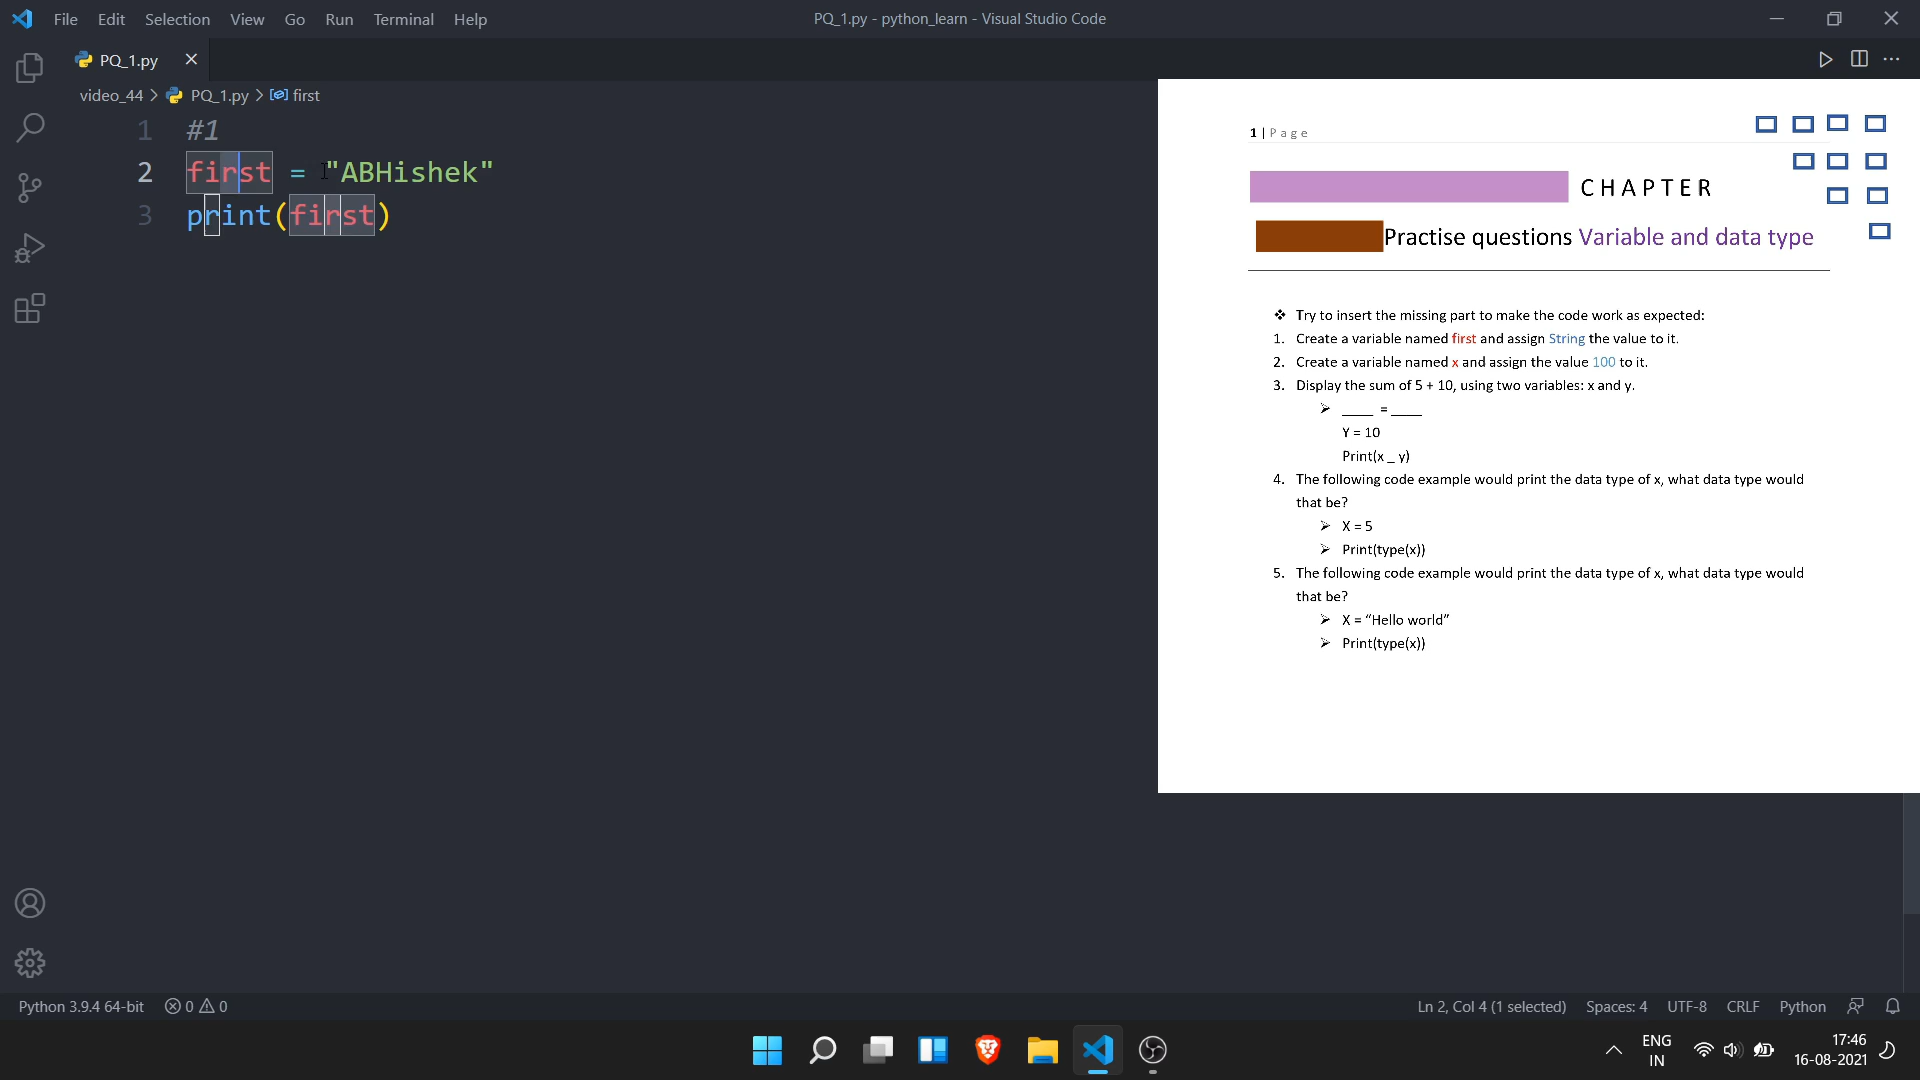 File Edit Selection View Go Run Terminal Help
PQ_1.py - python_learn - Visual Studio Code
PQ_1.py
video_44 > PQ_1.py > first
1 #1
2 first = "ABHishek"
3 print(first)
1 | Page
CHAPTER
Practise questions Variable and data type
❖ Try to insert the missing part to make the code work as expected:
1. Create a variable named first and assign String the value to it.
2. Create a variable named x and assign the value 100 to it.
3. Display the sum of 5 + 10, using two variables: x and y.
➢ ____ = ____
Y = 10
Print(x _ y)
4. The following code example would print the data type of x, what data type would
that be?
➢ X = 5
➢ Print(type(x))
5. The following code example would print the data type of x, what data type would
that be?
➢ X = “Hello world”
➢ Print(type(x))
Python 3.9.4 64-bit 0 0
Ln 2, Col 4 (1 selected) Spaces: 4 UTF-8 CRLF Python
ENG
IN
17:46
16-08-2021